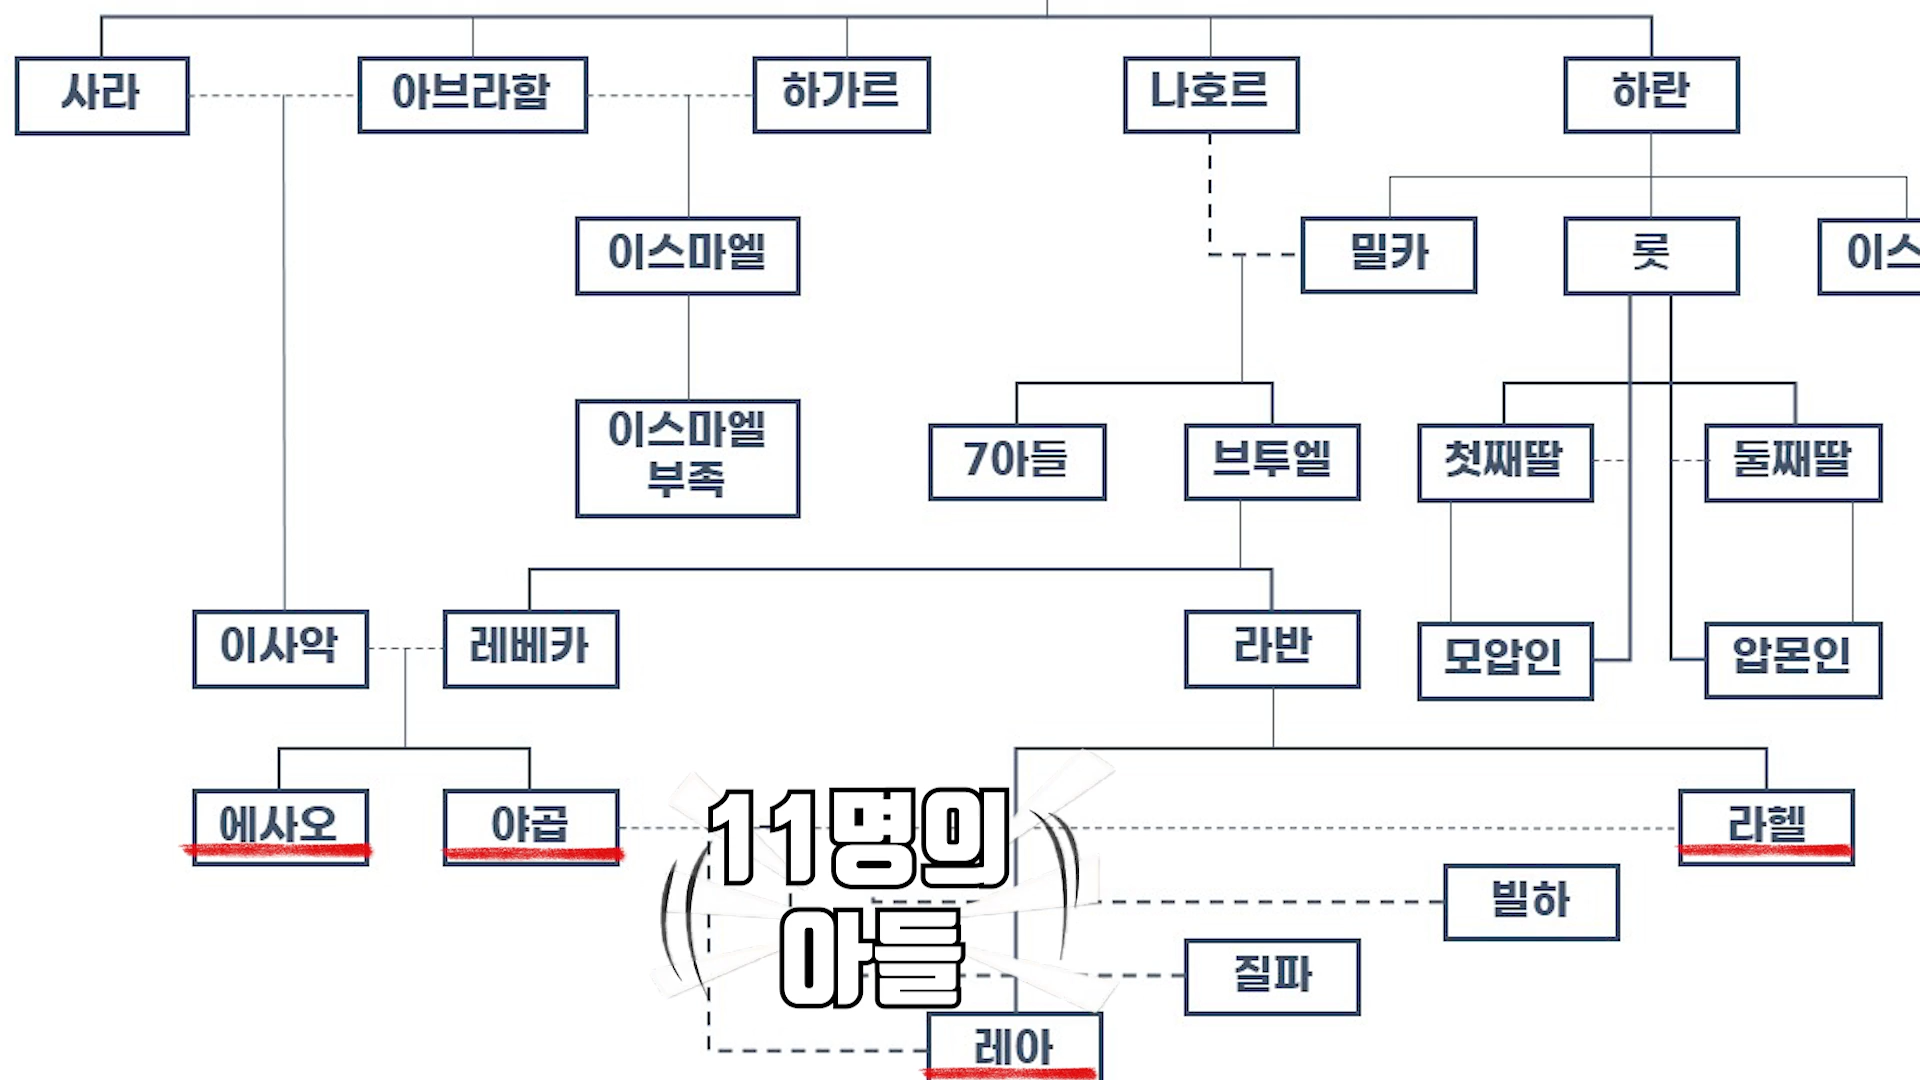 사라
아브라함
하가르
나호르
하란
이스마엘
밀카
롯
이스
이스마엘
부족
7아들
브투엘
첫째딸
둘째딸
이사악
레베카
라반
모압인
압몬인
에사오
야곱
11명의
아들
라헬
빌하
질파
레아